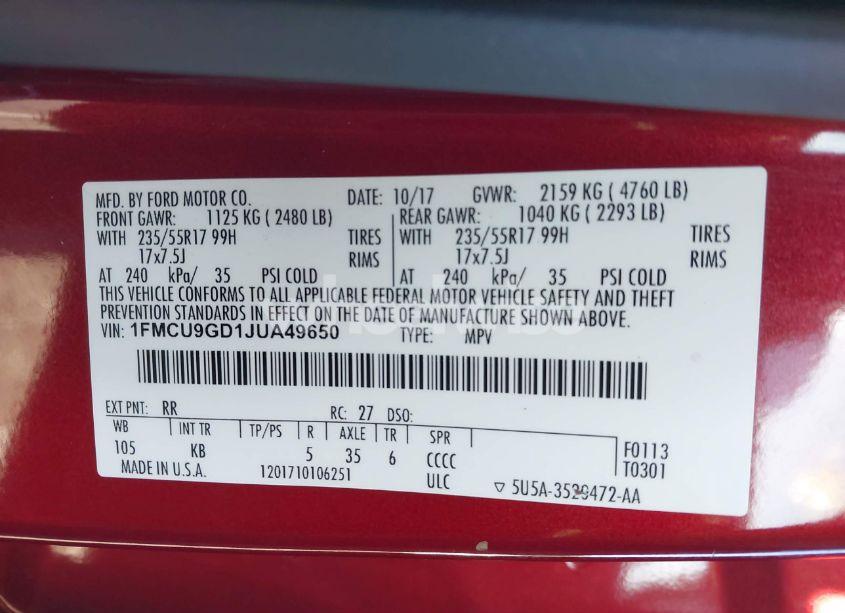 MFD. BY FORD MOTOR CO. DATE: 10/17 GVWR: 2159 KG ( 4760 LB)
FRONT GAWR: 1125 KG ( 2480 LB) REAR GAWR: 1040 KG ( 2293 LB)
WITH 235/55R17 99H TIRES WITH 235/55R17 99H TIRES
17x7.5J RIMS 17x7.5J RIMS
AT 240 kPa/ 35 PSI COLD AT 240 kPa/ 35 PSI COLD
THIS VEHICLE CONFORMS TO ALL APPLICABLE FEDERAL MOTOR VEHICLE SAFETY AND THEFT
PREVENTION STANDARDS IN EFFECT ON THE DATE OF MANUFACTURE SHOWN ABOVE.
VIN: 1FMCU9GD1JUA49650 TYPE: MPV
EXT PNT: RR RC: 27 DSO:
WB INT TR TP/PS R AXLE TR SPR F0113
105 KB 5 35 6 CCCC T0301
MADE IN U.S.A. 1201710106251 ULC ▽ 5U5A-3529472-AA